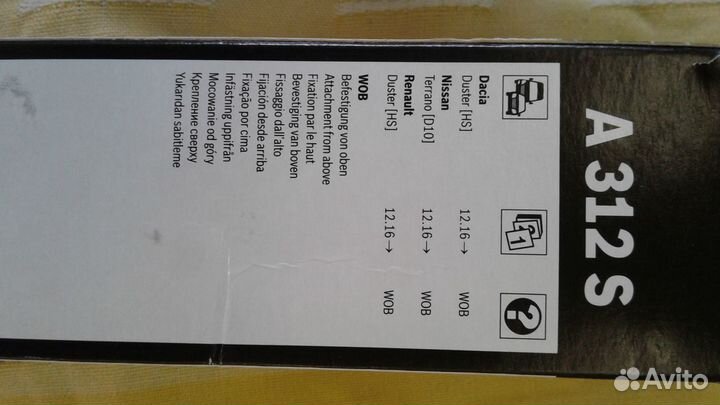 A 312 S
Dacia
Duster [HS] 12.16→ WOB
Nissan
Terrano [D10] 12.16→ WOB
Renault
Duster [HS] 12.16→ WOB
WOB
Befestigung von oben
Attachment from above
Fixation par le haut
Bevestiging van boven
Fissaggio dall'alto
Fijación desde arriba
Fixação por cima
Infästning uppifrån
Mocowanie od góry
Крепление сверху
Yukarıdan sabitleme
Avito